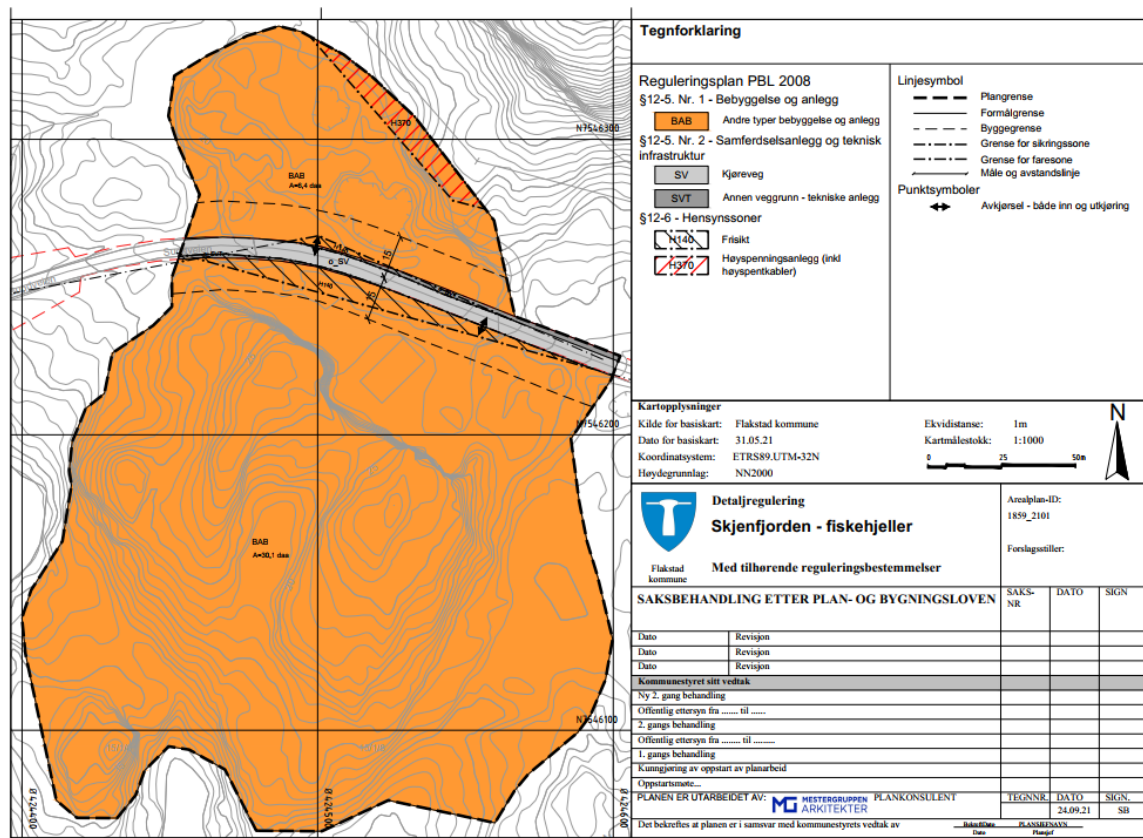 Tegnforklaring
Reguleringsplan PBL 2008
§12-5. Nr. 1 - Bebyggelse og anlegg
BAB Andre typer bebyggelse og anlegg
§12-5. Nr. 2 - Samferdselsanlegg og teknisk
infrastruktur
SV Kjøreveg
SVT Annen veggrunn - tekniske anlegg
§12-6 - Hensynssoner
H140 Frisikt
H370 Høyspenningsanlegg (inkl
høyspentkabler)
Linjesymbol
Plangrense
Formålgrense
Byggegrense
Grense for sikringssone
Grense for faresone
Måle og avstandslinje
Punktsymboler
Avkjørsel - både inn og utkjøring
H370
N7546300
BAB
A=6,4 daa
o_SV
15
15
H140
N7546200
BAB
A=30,1 daa
N7546100
Kartopplysninger
Kilde for basiskart: Flakstad kommune
Dato for basiskart: 31.05.21
Koordinatsystem: ETRS89.UTM-32N
Høydegrunnlag: NN2000
Ekvidistanse: 1m
Kartmålestokk: 1:1000
0 25 50m
N
Flakstad
kommune
Detaljregulering
Skjenfjorden - fiskehjeller
Med tilhørende reguleringsbestemmelser
Arealplan-ID:
1859_2101
Forslagsstiller:
SAKSBEHANDLING ETTER PLAN- OG BYGNINGSLOVEN SAKS-
NR DATO SIGN
Dato Revisjon
Dato Revisjon
Dato Revisjon
Kommunestyret sitt vedtak
Ny 2. gang behandling
Offentlig ettersyn fra ....... til ......
2. gangs behandling
Offentlig ettersyn fra ........ til .........
1. gangs behandling
Kunngjøring av oppstart av planarbeid
Oppstartsmøte...
PLANEN ER UTARBEIDET AV: MG MESTERGRUPPEN
ARKITEKTER PLANKONSULENT
TEGNNR. DATO SIGN.
24.09.21 SB
Det bekreftes at planen er i samsvar med kommunestyrets vedtak av
Dato Plansjef